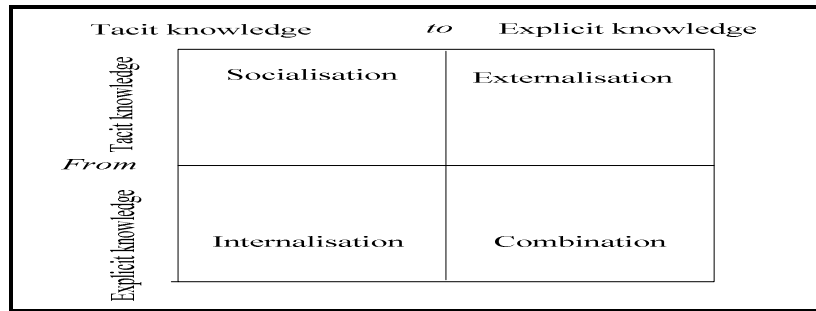 Tacit knowledge to Explicit knowledge
Tacit knowledge
Socialisation Externalisation
From
Explicit knowledge
Internalisation Combination